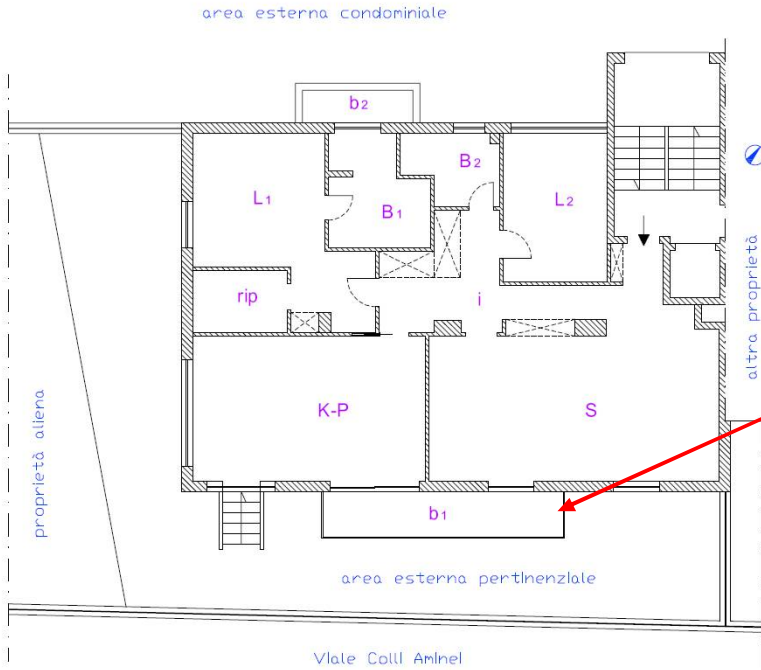 area esterna condominiale
b2
L1
B1
B2
L2
rip
i
K-P
S
b1
proprietà aliena
altra proprietà
area esterna pertinenziale
Viale Colli Aminei